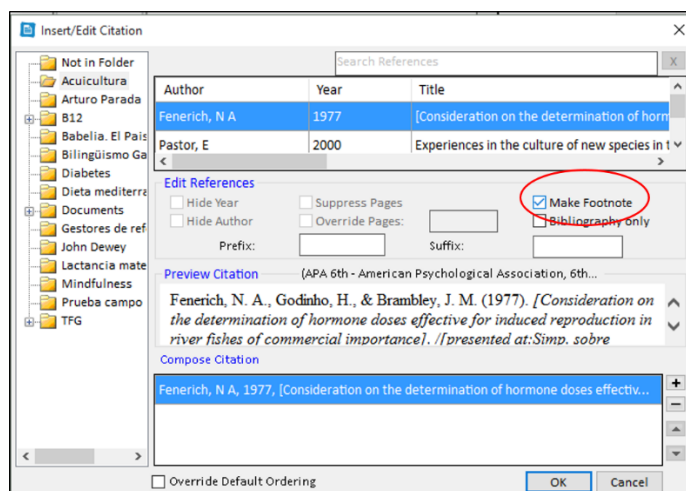 Insert/Edit Citation
Not in Folder
Acuicultura
Arturo Parada
B12
Babelia. El Pais
Bilingüismo Ga
Diabetes
Dieta mediterra
Documents
Gestores de ref
John Dewey
Lactancia mate
Mindfulness
Prueba campo
TFG
Search References
X
Author Year Title
Fenerich, N A 1977 [Consideration on the determination of horm
Pastor, E 2000 Experiences in the culture of new species in t
Edit References
Hide Year Suppress Pages Make Footnote
Hide Author Override Pages: Bibliography only
Prefix: Suffix:
Preview Citation (APA 6th - American Psychological Association, 6th...
Fenerich, N. A., Godinho, H., & Brambley, J. M. (1977). [Consideration on
the determination of hormone doses effective for induced reproduction in
river fishes of commercial importance]. /[presented at:Simp. sobre
Compose Citation
Fenerich, N A, 1977, [Consideration on the determination of hormone doses effectiv...
Override Default Ordering
OK Cancel